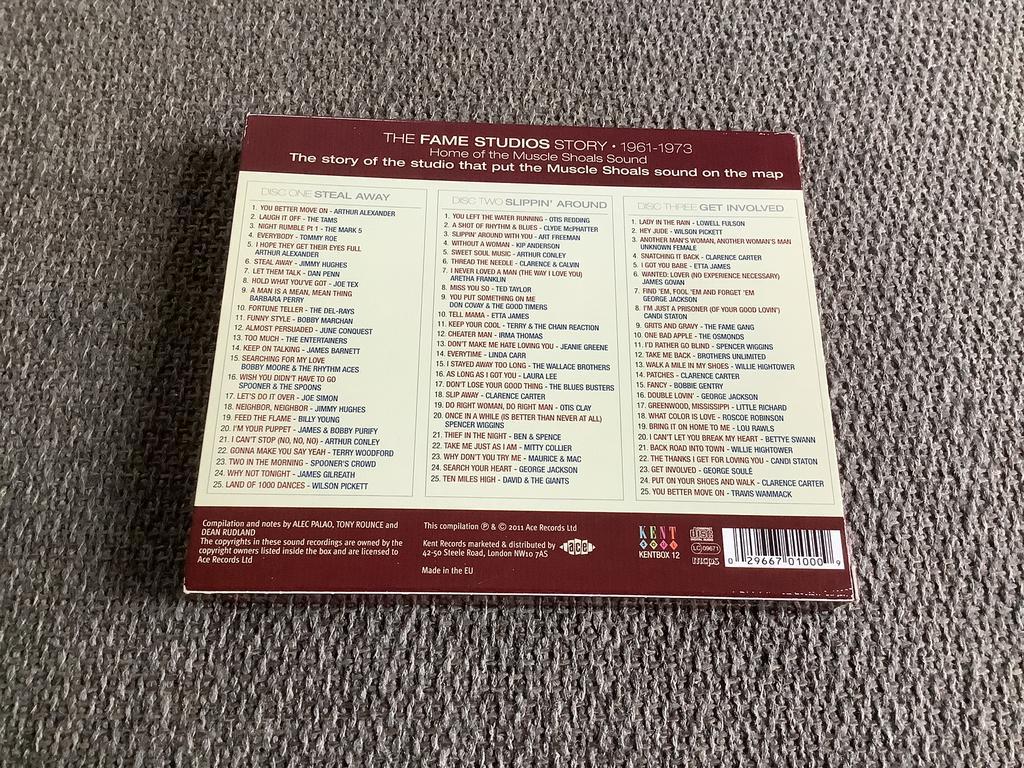 THE FAME STUDIOS STORY • 1961-1973
Home of the Muscle Shoals Sound
The story of the studio that put the Muscle Shoals sound on the map
DISC ONE STEAL AWAY
1. YOU BETTER MOVE ON - ARTHUR ALEXANDER
2. LAUGH IT OFF - THE TAMS
3. NIGHT RUMBLE Pt 1 - THE MARK 5
4. EVERYBODY - TOMMY ROE
5. I HOPE THEY GET THEIR EYES FULL
ARTHUR ALEXANDER
6. STEAL AWAY - JIMMY HUGHES
7. LET THEM TALK - DAN PENN
8. HOLD WHAT YOU'VE GOT - JOE TEX
9. A MAN IS A MEAN, MEAN THING
BARBARA PERRY
10. FORTUNE TELLER - THE DEL-RAYS
11. FUNNY STYLE - BOBBY MARCHAN
12. ALMOST PERSUADED - JUNE CONQUEST
13. TOO MUCH - THE ENTERTAINERS
14. KEEP ON TALKING - JAMES BARNETT
15. SEARCHING FOR MY LOVE
BOBBY MOORE & THE RHYTHM ACES
16. WISH YOU DIDN'T HAVE TO GO
SPOONER & THE SPOONS
17. LET'S DO IT OVER - JOE SIMON
18. NEIGHBOR, NEIGHBOR - JIMMY HUGHES
19. FEED THE FLAME - BILLY YOUNG
20. I'M YOUR PUPPET - JAMES & BOBBY PURIFY
21. I CAN'T STOP (NO, NO, NO) - ARTHUR CONLEY
22. GONNA MAKE YOU SAY YEAH - TERRY WOODFORD
23. TWO IN THE MORNING - SPOONER'S CROWD
24. WHY NOT TONIGHT - JAMES GILREATH
25. LAND OF 1000 DANCES - WILSON PICKETT
DISC TWO SLIPPIN' AROUND
1. YOU LEFT THE WATER RUNNING - OTIS REDDING
2. A SHOT OF RHYTHM & BLUES - CLYDE McPHATTER
3. SLIPPIN' AROUND WITH YOU - ART FREEMAN
4. WITHOUT A WOMAN - KIP ANDERSON
5. SWEET SOUL MUSIC - ARTHUR CONLEY
6. THREAD THE NEEDLE - CLARENCE & CALVIN
7. I NEVER LOVED A MAN (THE WAY I LOVE YOU)
ARETHA FRANKLIN
8. MISS YOU SO - TED TAYLOR
9. YOU PUT SOMETHING ON ME
DON COVAY & THE GOOD TIMERS
10. TELL MAMA - ETTA JAMES
11. KEEP YOUR COOL - TERRY & THE CHAIN REACTION
12. CHEATER MAN - IRMA THOMAS
13. DON'T MAKE ME HATE LOVING YOU - JEANIE GREENE
14. EVERYTIME - LINDA CARR
15. I STAYED AWAY TOO LONG - THE WALLACE BROTHERS
16. AS LONG AS I GOT YOU - LAURA LEE
17. DON'T LOSE YOUR GOOD THING - THE BLUES BUSTERS
18. SLIP AWAY - CLARENCE CARTER
19. DO RIGHT WOMAN, DO RIGHT MAN - OTIS CLAY
20. ONCE IN A WHILE (IS BETTER THAN NEVER AT ALL)
SPENCER WIGGINS
21. THIEF IN THE NIGHT - BEN & SPENCE
22. TAKE ME JUST AS I AM - MITTY COLLIER
23. WHY DON'T YOU TRY ME - MAURICE & MAC
24. SEARCH YOUR HEART - GEORGE JACKSON
25. TEN MILES HIGH - DAVID & THE GIANTS
DISC THREE GET INVOLVED
1. LADY IN THE RAIN - LOWELL FULSON
2. HEY JUDE - WILSON PICKETT
3. ANOTHER MAN'S WOMAN, ANOTHER WOMAN'S MAN
UNKNOWN FEMALE
4. SNATCHING IT BACK - CLARENCE CARTER
5. I GOT YOU BABE - ETTA JAMES
6. WANTED: LOVER (NO EXPERIENCE NECESSARY)
JAMES GOVAN
7. FIND 'EM, FOOL 'EM AND FORGET 'EM
GEORGE JACKSON
8. I'M JUST A PRISONER (OF YOUR GOOD LOVIN')
CANDI STATON
9. GRITS AND GRAVY - THE FAME GANG
10. ONE BAD APPLE - THE OSMONDS
11. I'D RATHER GO BLIND - SPENCER WIGGINS
12. TAKE ME BACK - BROTHERS UNLIMITED
13. WALK A MILE IN MY SHOES - WILLIE HIGHTOWER
14. PATCHES - CLARENCE CARTER
15. FANCY - BOBBIE GENTRY
16. DOUBLE LOVIN' - GEORGE JACKSON
17. GREENWOOD, MISSISSIPPI - LITTLE RICHARD
18. WHAT COLOR IS LOVE - ROSCOE ROBINSON
19. BRING IT ON HOME TO ME - LOU RAWLS
20. I CAN'T LET YOU BREAK MY HEART - BETTYE SWANN
21. BACK ROAD INTO TOWN - WILLIE HIGHTOWER
22. THE THANKS I GET FOR LOVING YOU - CANDI STATON
23. GET INVOLVED - GEORGE SOULÉ
24. PUT ON YOUR SHOES AND WALK - CLARENCE CARTER
25. YOU BETTER MOVE ON - TRAVIS WAMMACK
Compilation and notes by ALEC PALAO, TONY ROUNCE and
DEAN RUDLAND
The copyrights in these sound recordings are owned by the
copyright owners listed inside the box and are licensed to
Ace Records Ltd
This compilation ℗ & © 2011 Ace Records Ltd
Kent Records marketed & distributed by
42-50 Steele Road, London NW10 7AS
ace
Made in the EU
KENT
SOUL
KENTBOX 12
disc
LC 09671
mcps
0 29667 01000 9